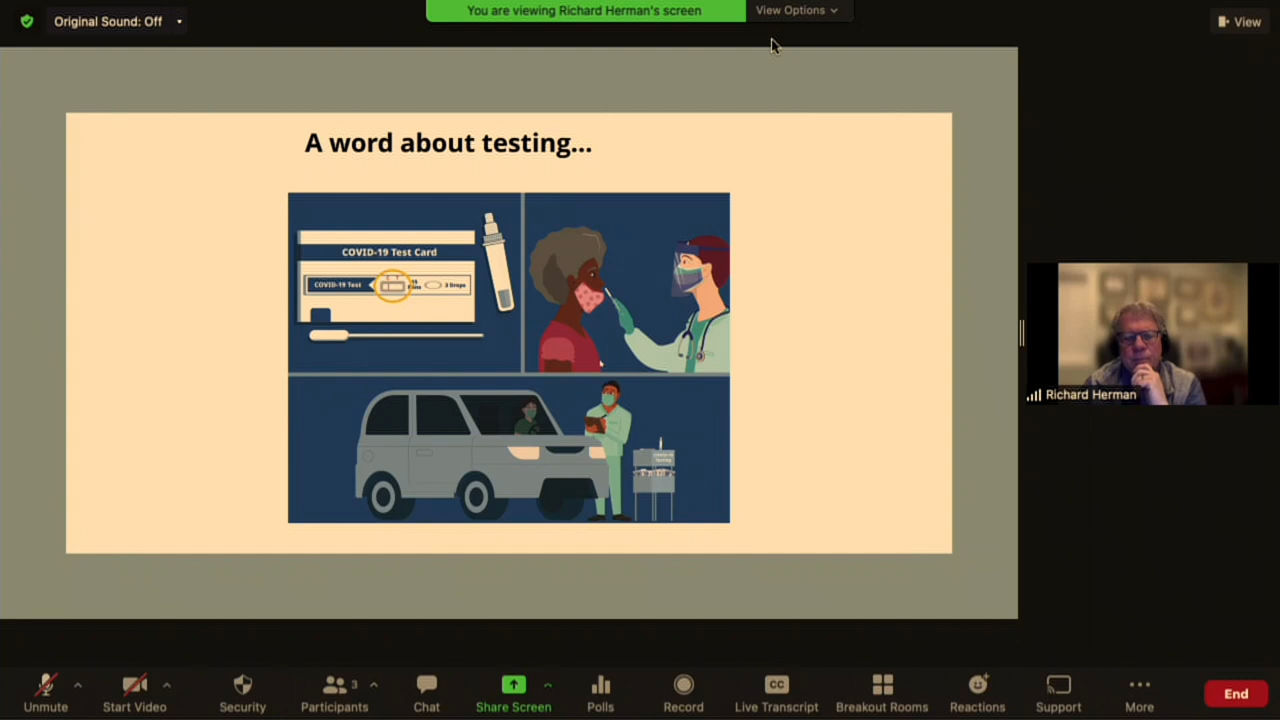 Original Sound: Off
You are viewing Richard Herman's screen
View Options
View
A word about testing...
COVID-19 Test Card
COVID-19 Test
C T
15
3 Drops
Richard Herman
Unmute
Start Video
Security
3
Participants
Chat
Share Screen
Polls
Record
CC
Live Transcript
Breakout Rooms
Reactions
Support
More
End